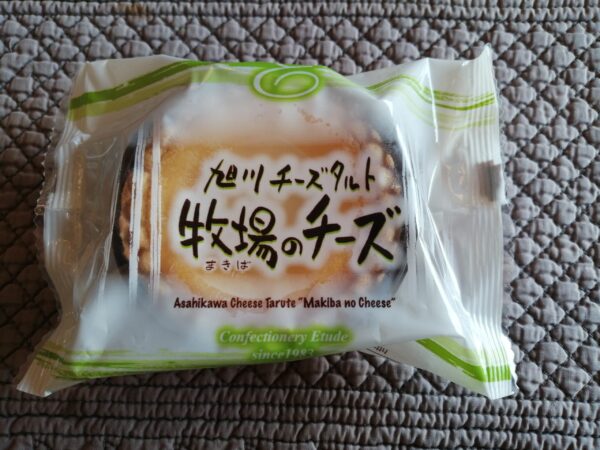 旭川チーズタルト
牧場のチーズ
まきば
Asahikawa Cheese Tarute "Makiba no Cheese"
Confectionery Etude
since1983